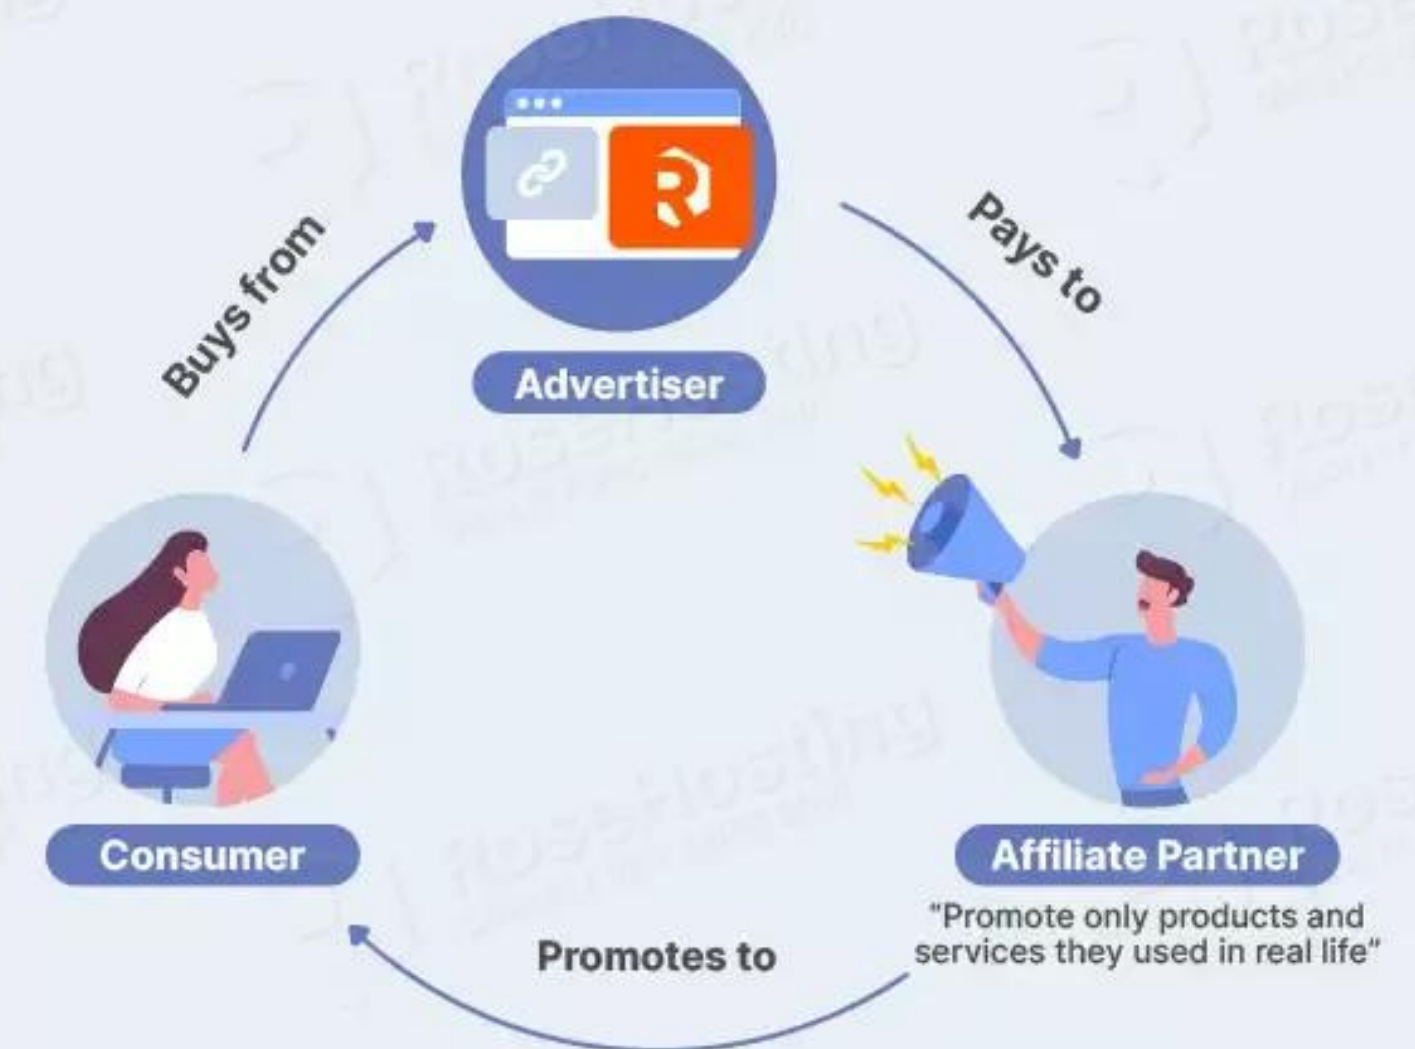 Buys from
Pays to
Advertiser
Consumer
Affiliate Partner
“Promote only products and
services they used in real life”
Promotes to
RoseHosting